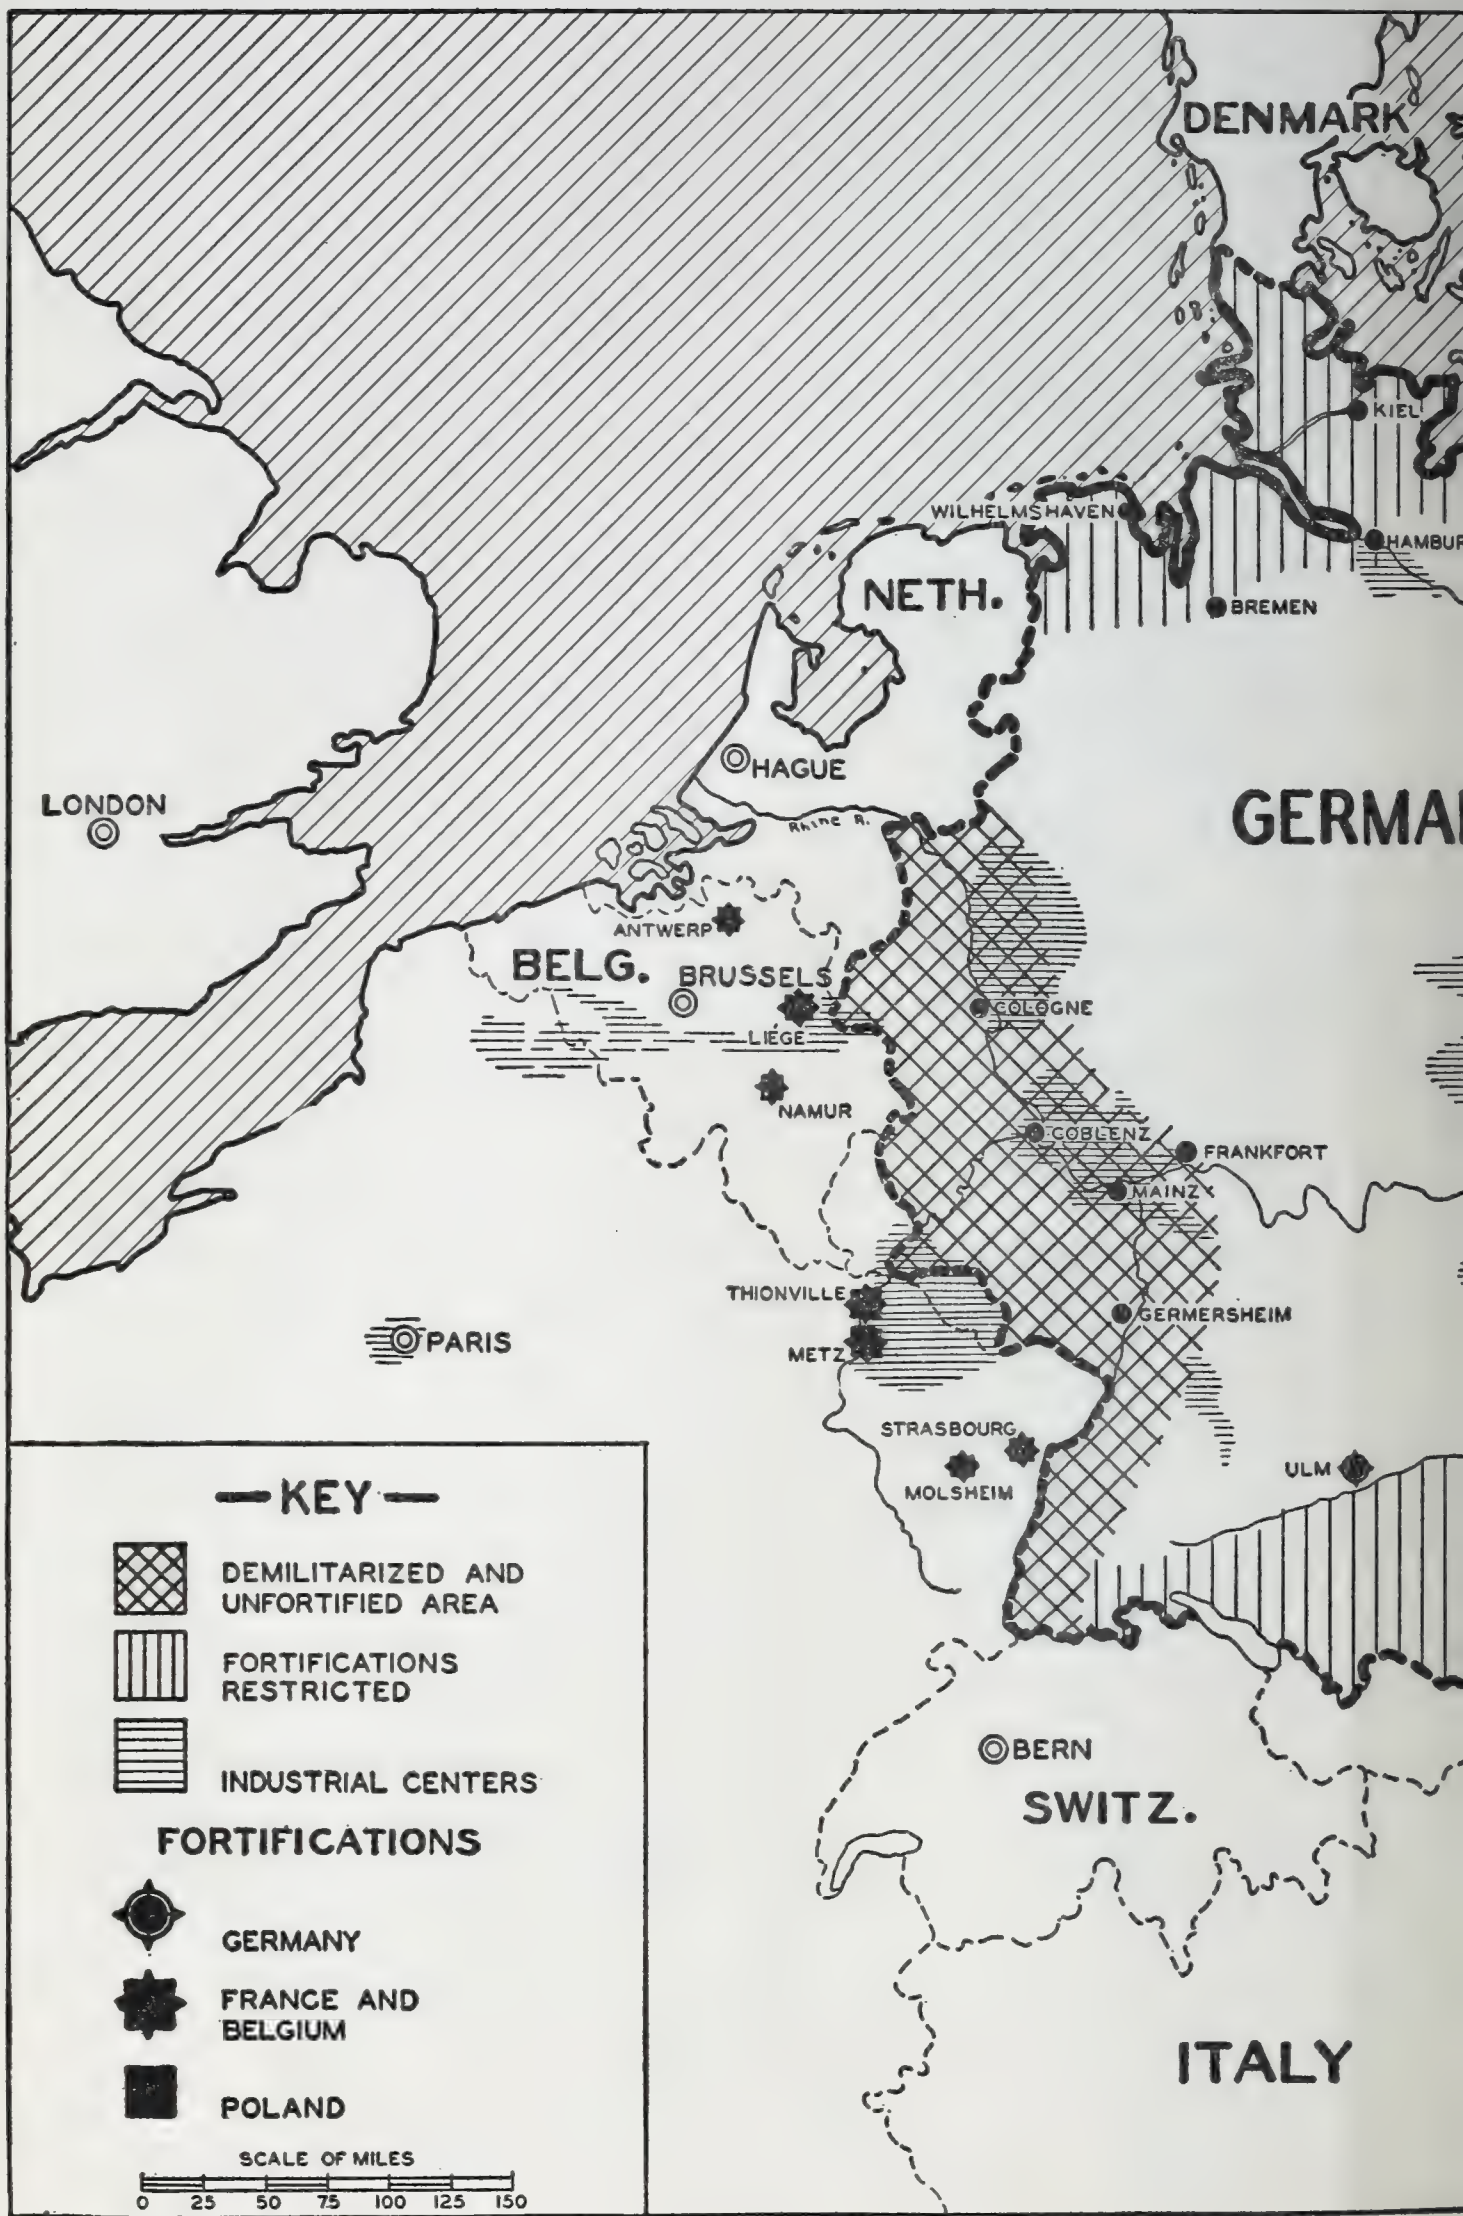 DENMARK
KIEL
WILHELMSHAVEN
HAMBUR
NETH.
BREMEN
HAGUE
LONDON
GERMA
Rhine R.
ANTWERP
BELG.
BRUSSELS
COLOGNE
LIÉGE
NAMUR
COBLENZ
FRANKFORT
MAINZ
THIONVILLE
GERMERSHEIM
PARIS
METZ
STRASBOURG
ULM
MOLSHEIM
BERN
SWITZ.
ITALY
— KEY —
DEMILITARIZED AND
UNFORTIFIED AREA
FORTIFICATIONS
RESTRICTED
INDUSTRIAL CENTERS
FORTIFICATIONS
GERMANY
FRANCE AND
BELGIUM
POLAND
SCALE OF MILES
0 25 50 75 100 125 150